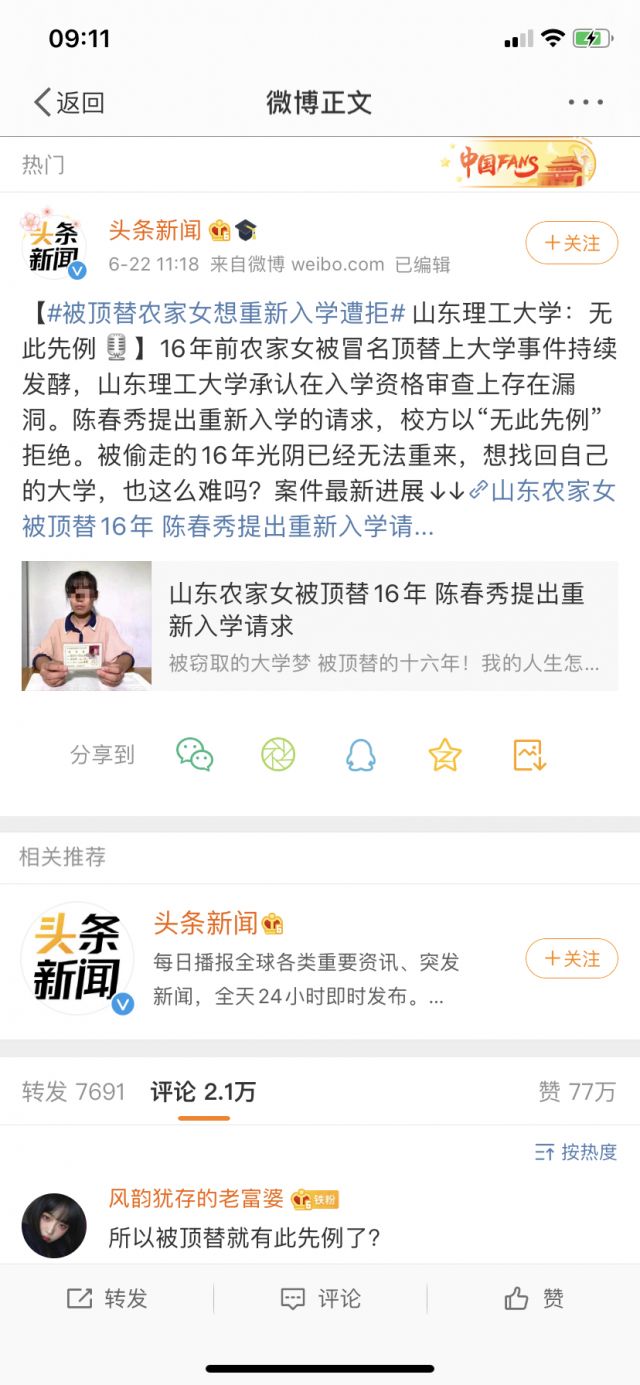 09:11
返回
微博正文
热门
中国FANS
头条新闻
头条新闻
6-22 11:18 来自微博 weibo.com 已编辑
+关注
【#被顶替农家女想重新入学遭拒# 山东理工大学：无
此先例🎙️】16年前农家女被冒名顶替上大学事件持续
发酵，山东理工大学承认在入学资格审查上存在漏
洞。陈春秀提出重新入学的请求，校方以“无此先例”
拒绝。被偷走的16年光阴已经无法重来，想找回自己
的大学，也这么难吗？案件最新进展↓↓山东农家女
被顶替16年 陈春秀提出重新入学请...
山东农家女被顶替16年 陈春秀提出重
新入学请求
被窃取的大学梦 被顶替的十六年！我的人生怎...
分享到
相关推荐
头条新闻
头条新闻
每日播报全球各类重要资讯、突发
新闻，全天24小时即时发布。...
+关注
转发 7691 评论 2.1万 赞 77万
按热度
风韵犹存的老富婆 铁粉
所以被顶替就有此先例了?
转发 评论 赞